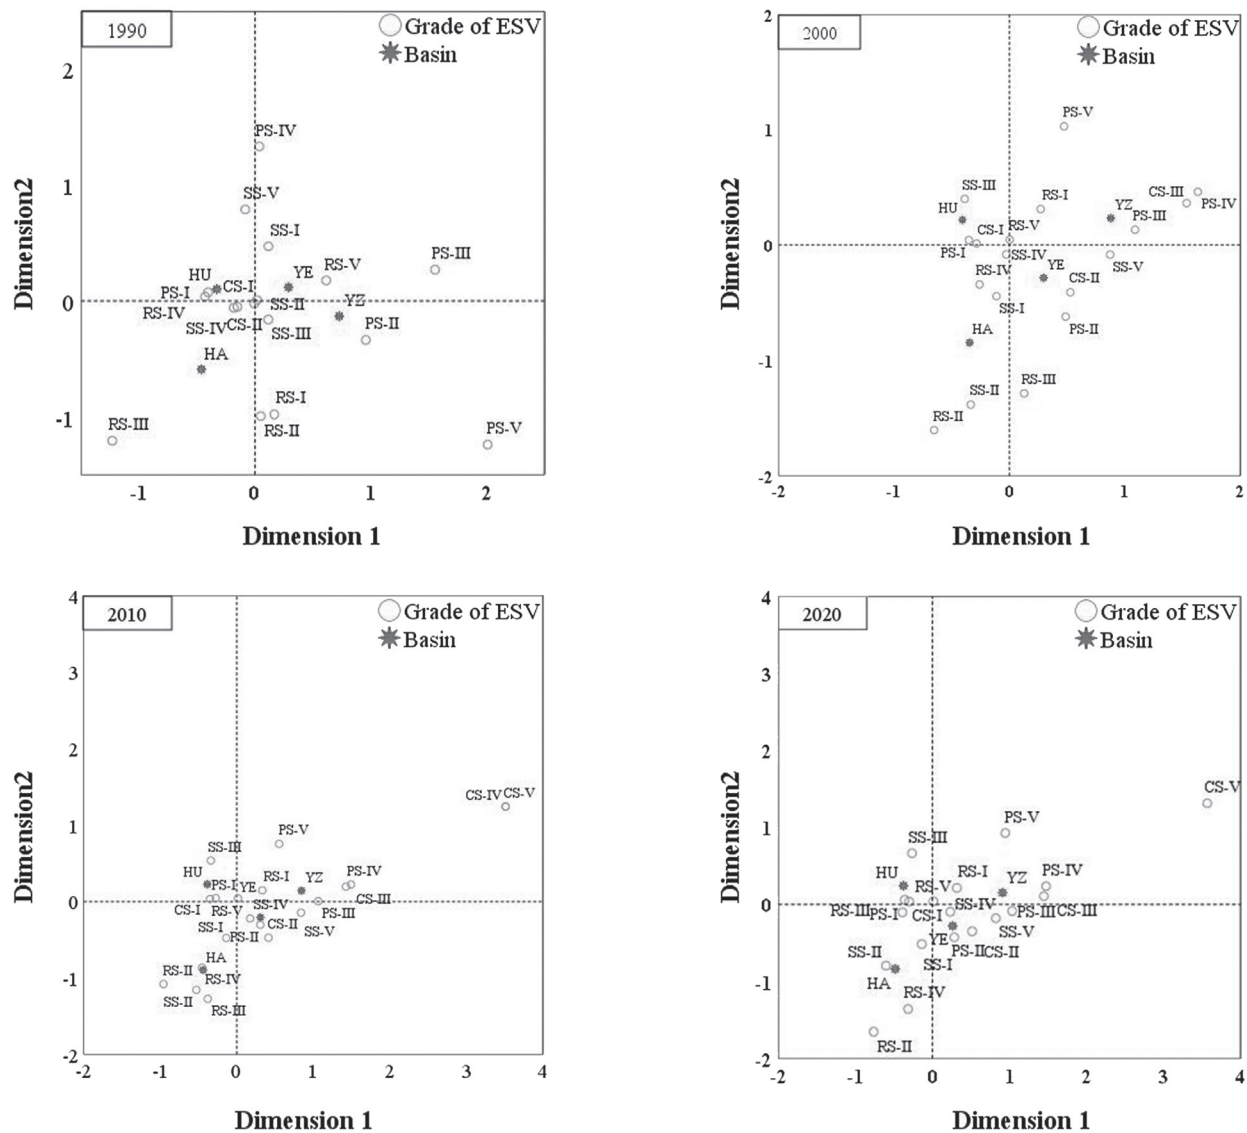 1990
Grade of ESV
Basin
2
1
0
-1
PS-IV
SS-V
SS-I
PS-III
HU
YE
RS-V
PS-I
CS-I
YZ
RS-IV
SS-II
SS-IV
CS-II
SS-III
PS-II
HA
RS-I
RS-III
RS-II
PS-V
-1
0
1
2
Dimension2
Dimension 1
2000
Grade of ESV
Basin
2
1
0
-1
-2
PS-V
SS-III
RS-I
CS-III
HU
YZ
PS-IV
PS-III
CS-I
RS-V
PS-I
SS-IV
RS-IV
YE
SS-V
CS-II
SS-I
PS-II
HA
RS-III
SS-II
RS-II
-2
-1
0
1
2
Dimension2
Dimension 1
2010
Grade of ESV
Basin
4
3
2
1
0
-1
-2
CS-IV CS-V
PS-V
SS-III
HU
PS-I
YE
RS-I
YZ
PS-IV
CS-III
CS-I
RS-V
SS-IV
PS-III
SS-I
CS-II
SS-V
PS-II
HA
RS-II
RS-IV
SS-II
RS-III
-2
-1
0
1
2
3
4
Dimension2
Dimension 1
2020
Grade of ESV
Basin
4
3
2
1
0
-1
-2
CS-V
PS-V
SS-III
HU
RS-V
RS-I
YZ
PS-IV
RS-III
PS-I
CS-I
SS-IV
PS-III
CS-III
SS-V
YE
SS-II
SS-I
PS-II
CS-II
HA
RS-IV
RS-II
-2
-1
0
1
2
3
4
Dimension2
Dimension 1